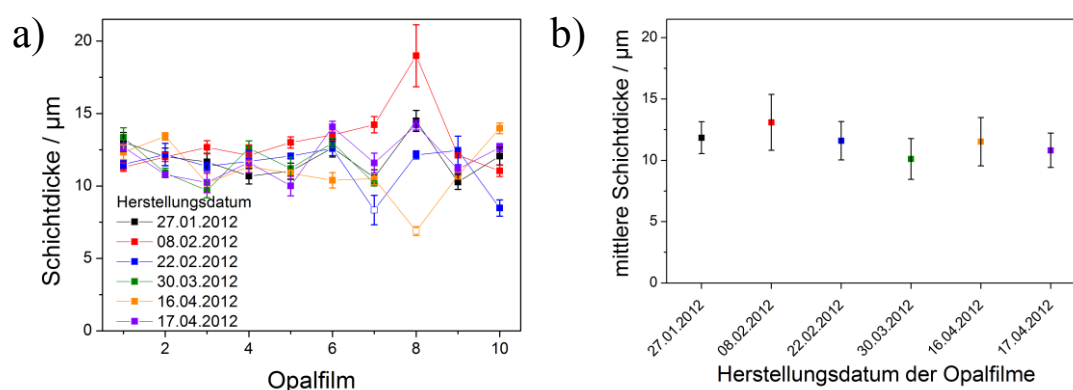 a)
Schichtdicke / µm
20
15
10
5
0
Herstellungsdatum
27.01.2012
08.02.2012
22.02.2012
30.03.2012
16.04.2012
17.04.2012
2 4 6 8 10
Opalfilm
b)
mittlere Schichtdicke / µm
20
15
10
5
0
27.01.2012
08.02.2012
22.02.2012
30.03.2012
16.04.2012
17.04.2012
Herstellungsdatum der Opalfilme